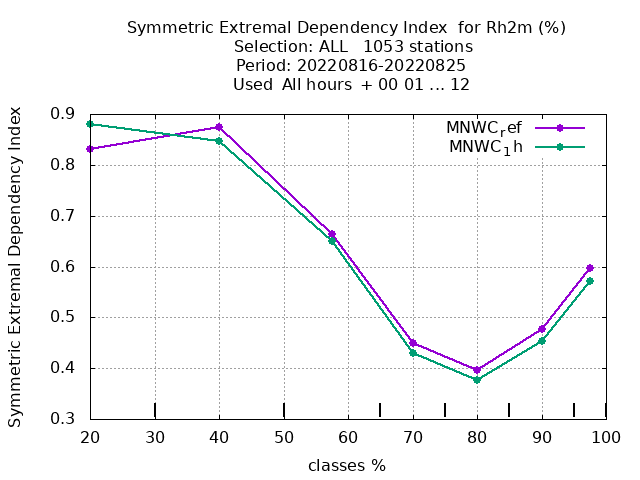 Symmetric Extremal Dependency Index for Rh2m (%)
Selection: ALL 1053 stations
Period: 20220816-20220825
Used All hours + 00 01 ... 12
Symmetric Extremal Dependency Index
0.9
0.8
0.7
0.6
0.5
0.4
0.3
MNWC_ref
MNWC_1h
20 30 40 50 60 70 80 90 100
classes %